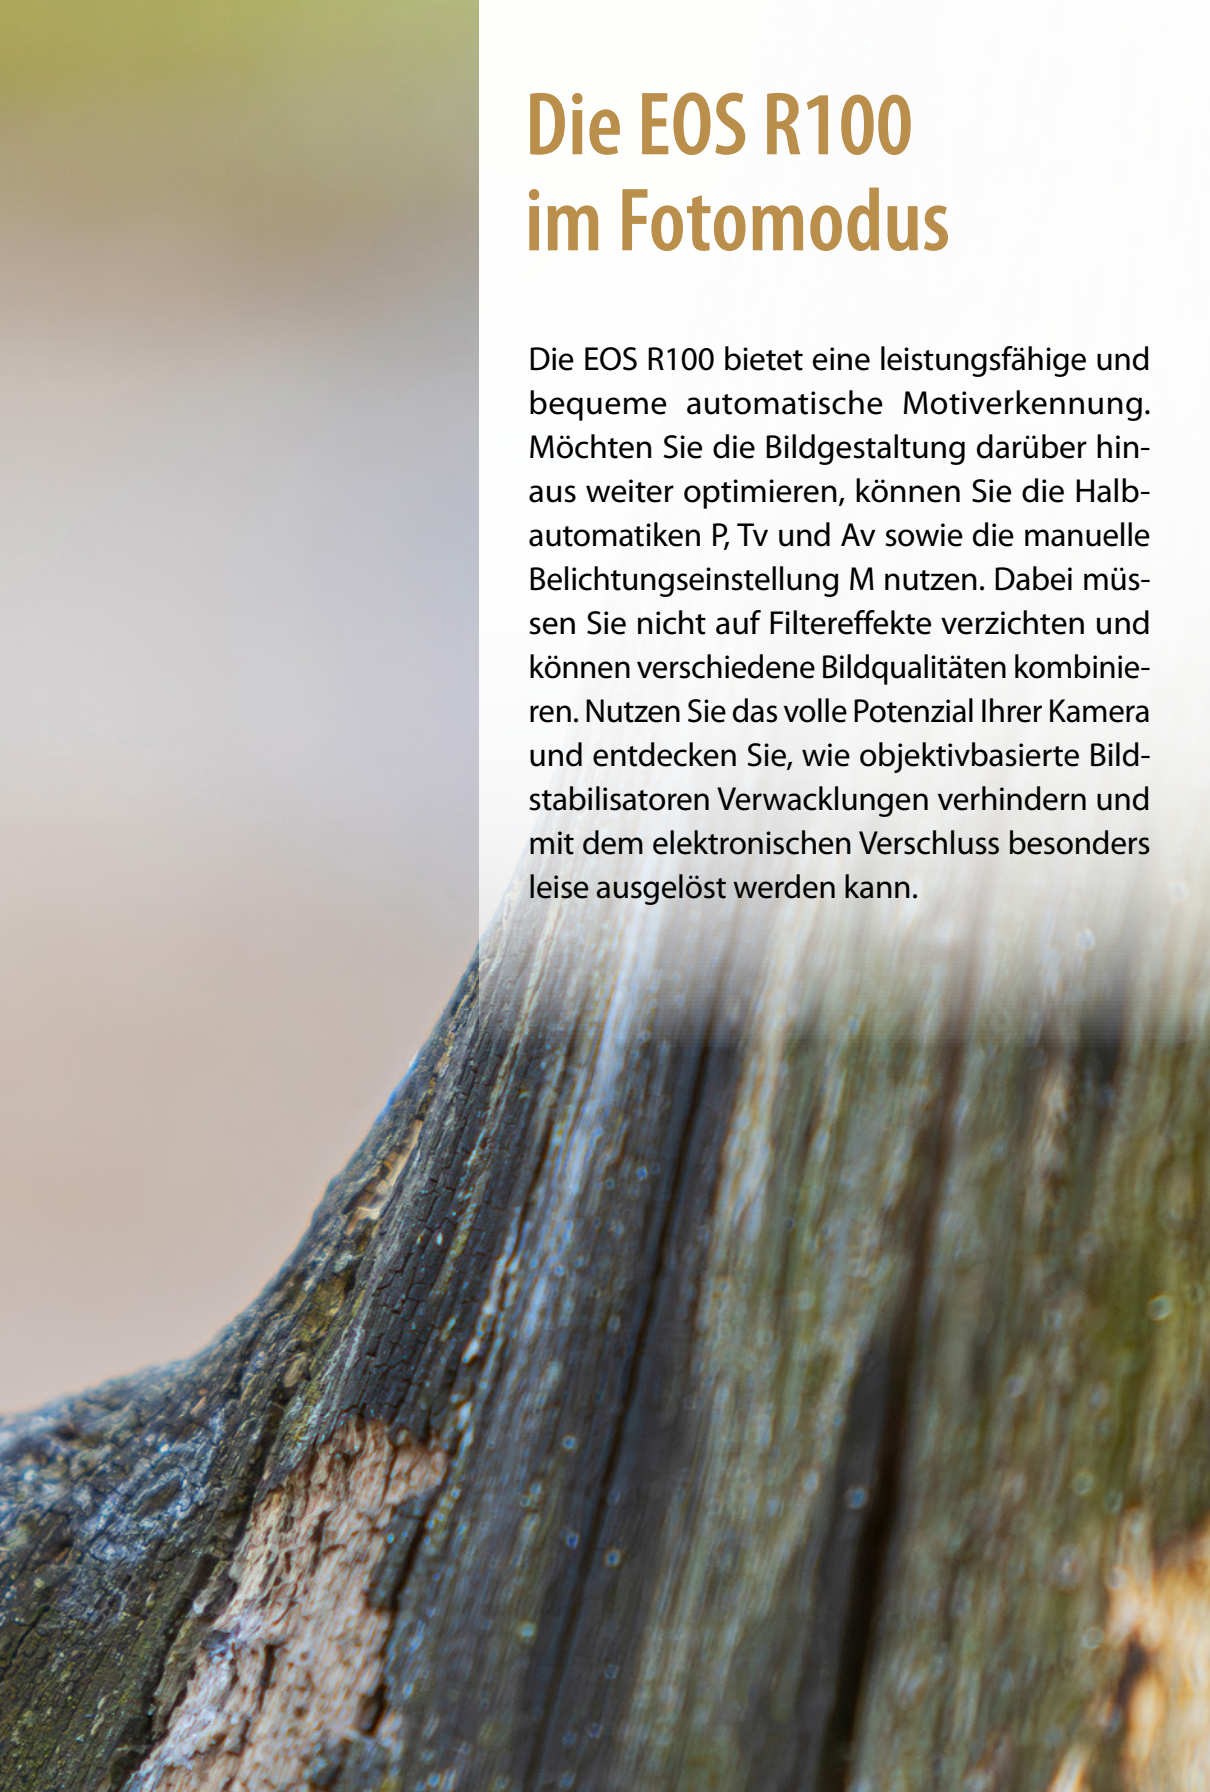 Die EOS R100
im Fotomodus
Die EOS R100 bietet eine leistungsfähige und
bequeme automatische Motiverkennung.
Möchten Sie die Bildgestaltung darüber hin-
aus weiter optimieren, können Sie die Halb-
automatiken P, Tv und Av sowie die manuelle
Belichtungseinstellung M nutzen. Dabei müs-
sen Sie nicht auf Filtereffekte verzichten und
können verschiedene Bildqualitäten kombinie-
ren. Nutzen Sie das volle Potenzial Ihrer Kamera
und entdecken Sie, wie objektivbasierte Bild-
stabilisatoren Verwacklungen verhindern und
mit dem elektronischen Verschluss besonders
leise ausgelöst werden kann.